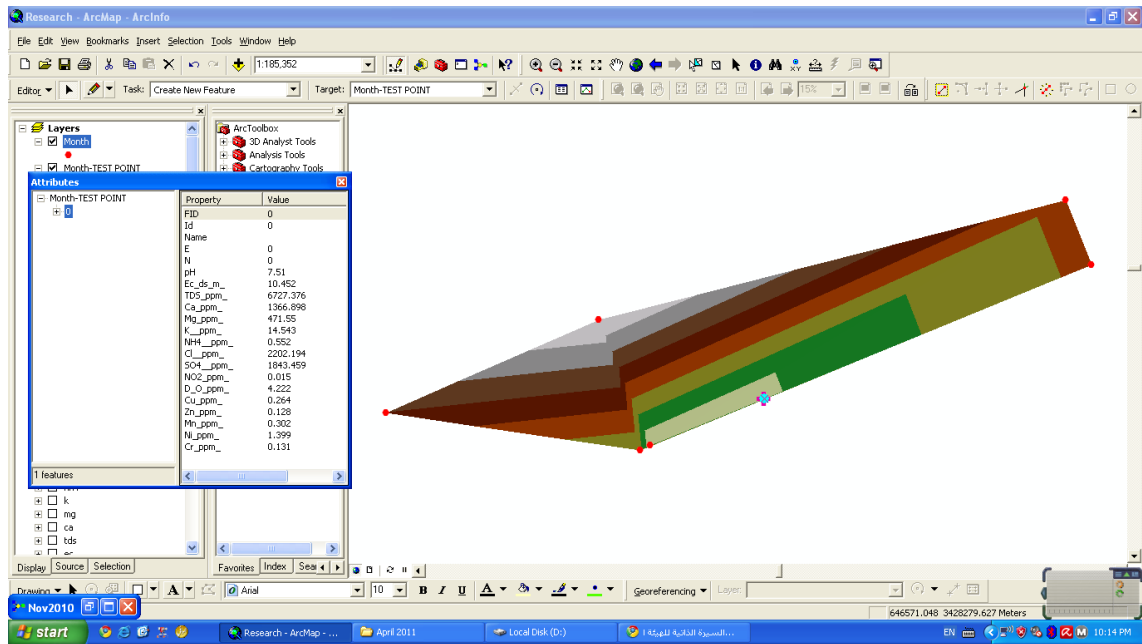 Research - ArcMap - ArcInfo
File Edit View Bookmarks Insert Selection Tools Window Help
1:185,352
Editor Task: Create New Feature Target: Month-TEST POINT 15%
Layers
Month
Month-TEST POINT
ArcToolbox
3D Analyst Tools
Analysis Tools
Cartography Tools
Attributes
Month-TEST POINT
0
Property Value
FID 0
Id 0
Name
E 0
N 0
pH 7.51
Ec_ds_m_ 10.452
TDS_ppm_ 6727.376
Ca_ppm_ 1366.898
Mg_ppm_ 471.55
K__ppm_ 14.543
NH4__ppm_ 0.552
Cl__ppm_ 2202.194
SO4__ppm_ 1843.459
NO2_ppm_ 0.015
D_O_ppm_ 4.222
Cu_ppm_ 0.264
Zn_ppm_ 0.128
Mn_ppm_ 0.302
Ni_ppm_ 1.399
Cr_ppm_ 0.131
1 features
k
mg
ca
tds
Display Source Selection
Favorites Index
Drawing Arial 10 B I U Georeferencing Layer:
Nov2010
646571.048 3428279.627 Meters
start Research - ArcMap - ... April 2011 Local Disk (D:) السيرة الذاتية للهيئة ا... EN 10:14 PM